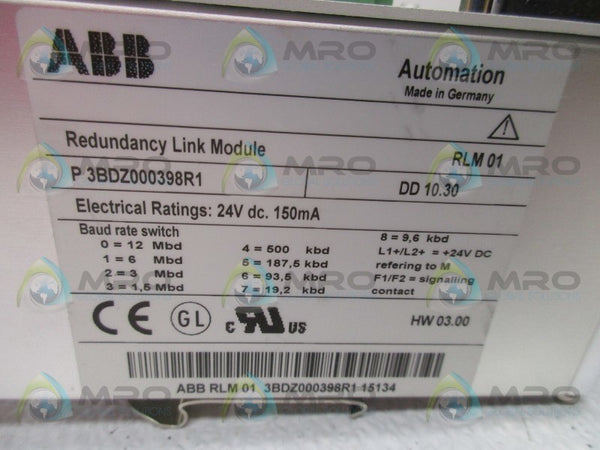 ABB
Automation
Made in Germany
Redundancy Link Module RLM 01
P 3BDZ000398R1 DD 10.30
Electrical Ratings: 24V dc. 150mA
Baud rate switch
0 = 12 Mbd
1 = 6 Mbd
2 = 3 Mbd
3 = 1,5 Mbd
4 = 500 kbd
5 = 187,5 kbd
6 = 93,5 kbd
7 = 19,2 kbd
8 = 9,6 kbd
L1+/L2+ = +24V DC
refering to M
F1/F2 = signalling
contact
CE GL c UR US HW 03.00
ABB RLM 01 3BDZ000398R1 15134
MRO